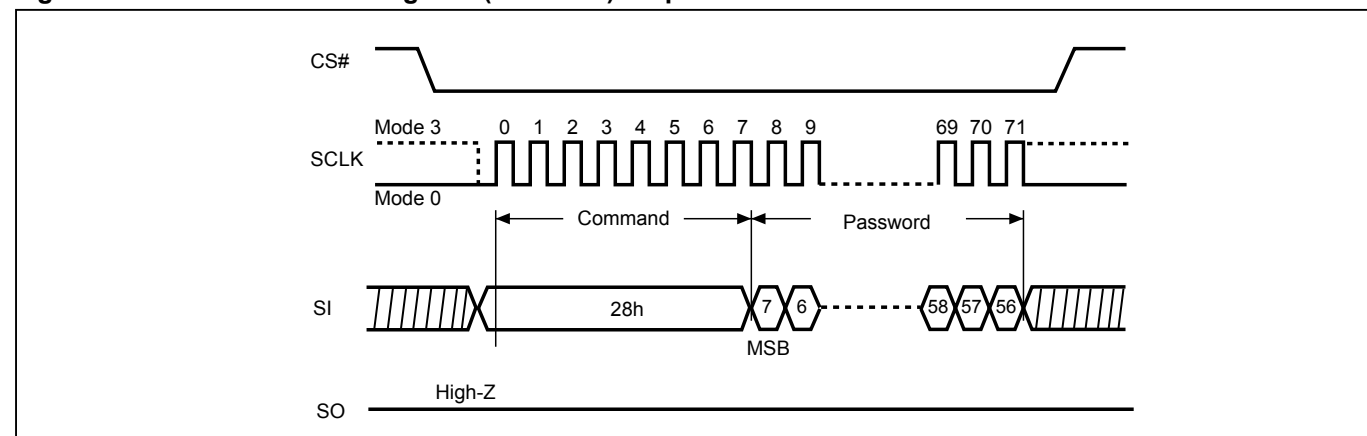 CS#
Mode 3 0 1 2 3 4 5 6 7 8 9 69 70 71
SCLK
Mode 0
Command Password
SI 28h 7 6 58 57 56
MSB
High-Z
SO